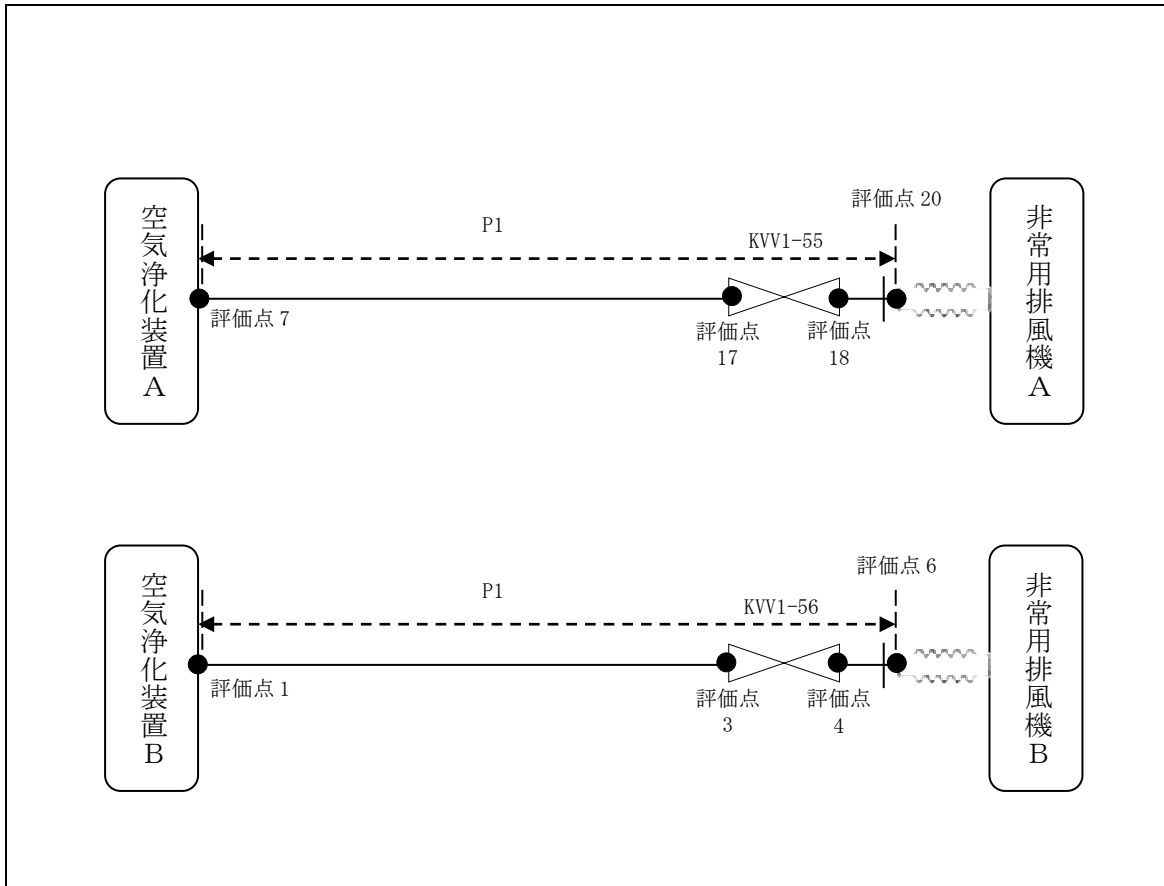 空気浄化装置A
P1
KVV1-55
評価点 20
評価点 7
評価点
17
評価点
18
非常用排風機A
空気浄化装置B
P1
KVV1-56
評価点 6
評価点 1
評価点
3
評価点
4
非常用排風機B